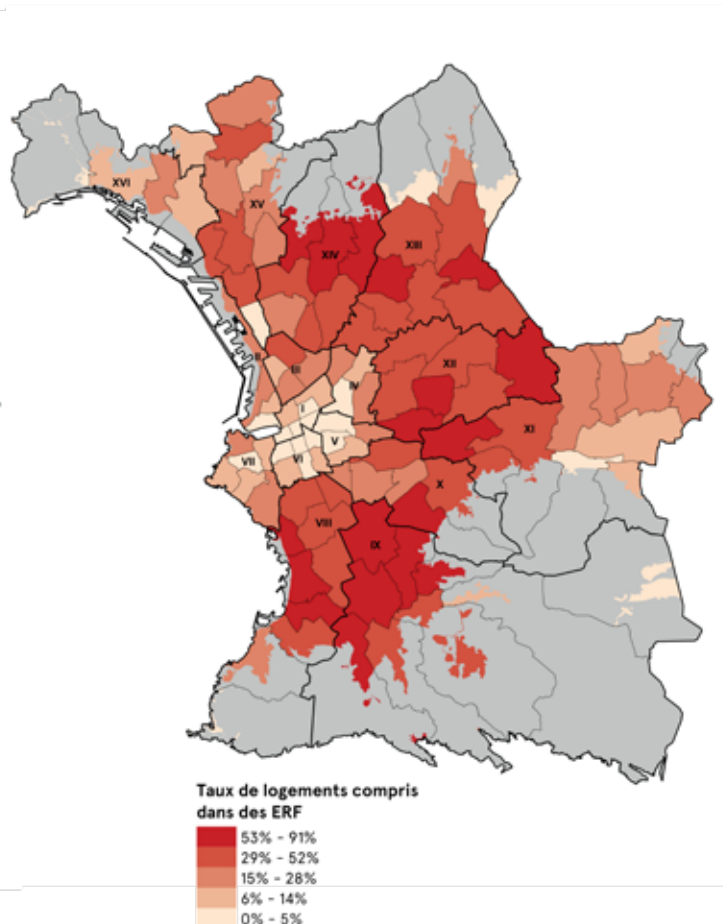 XVI
XV
XIV
XIII
II
III
XII
IV
I
XI
V
VII
VI
X
VIII
IX
Taux de logements compris
dans des ERF
53% - 91%
29% - 52%
15% - 28%
6% - 14%
0% - 5%